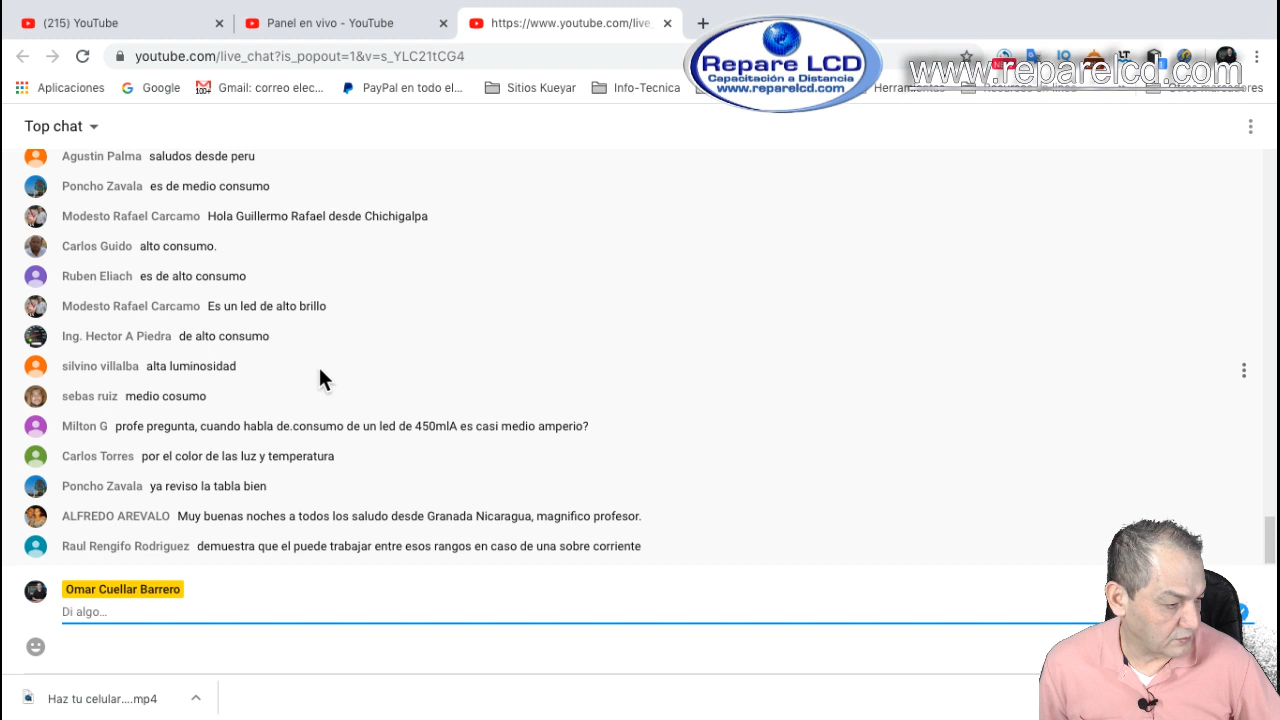 (215) YouTube
Panel en vivo - YouTube
https://www.youtube.com/live_
youtube.com/live_chat?is_popout=1&v=s_YLC21tCG4
Repare LCD
Capacitación a Distancia
www.reparelcd.com
www.reparelcd.com
Aplicaciones
Google
Gmail: correo elec...
PayPal en todo el...
Sitios Kueyar
Info-Tecnica
Herramientas
Otros marcadores
Top chat
Agustin Palma saludos desde peru
Poncho Zavala es de medio consumo
Modesto Rafael Carcamo Hola Guillermo Rafael desde Chichigalpa
Carlos Guido alto consumo.
Ruben Eliach es de alto consumo
Modesto Rafael Carcamo Es un led de alto brillo
Ing. Hector A Piedra de alto consumo
silvino villalba alta luminosidad
sebas ruiz medio cosumo
Milton G profe pregunta, cuando habla de.consumo de un led de 450mlA es casi medio amperio?
Carlos Torres por el color de las luz y temperatura
Poncho Zavala ya reviso la tabla bien
ALFREDO AREVALO Muy buenas noches a todos los saludo desde Granada Nicaragua, magnifico profesor.
Raul Rengifo Rodriguez demuestra que el puede trabajar entre esos rangos en caso de una sobre corriente
Omar Cuellar Barrero
Di algo...
Haz tu celular....mp4